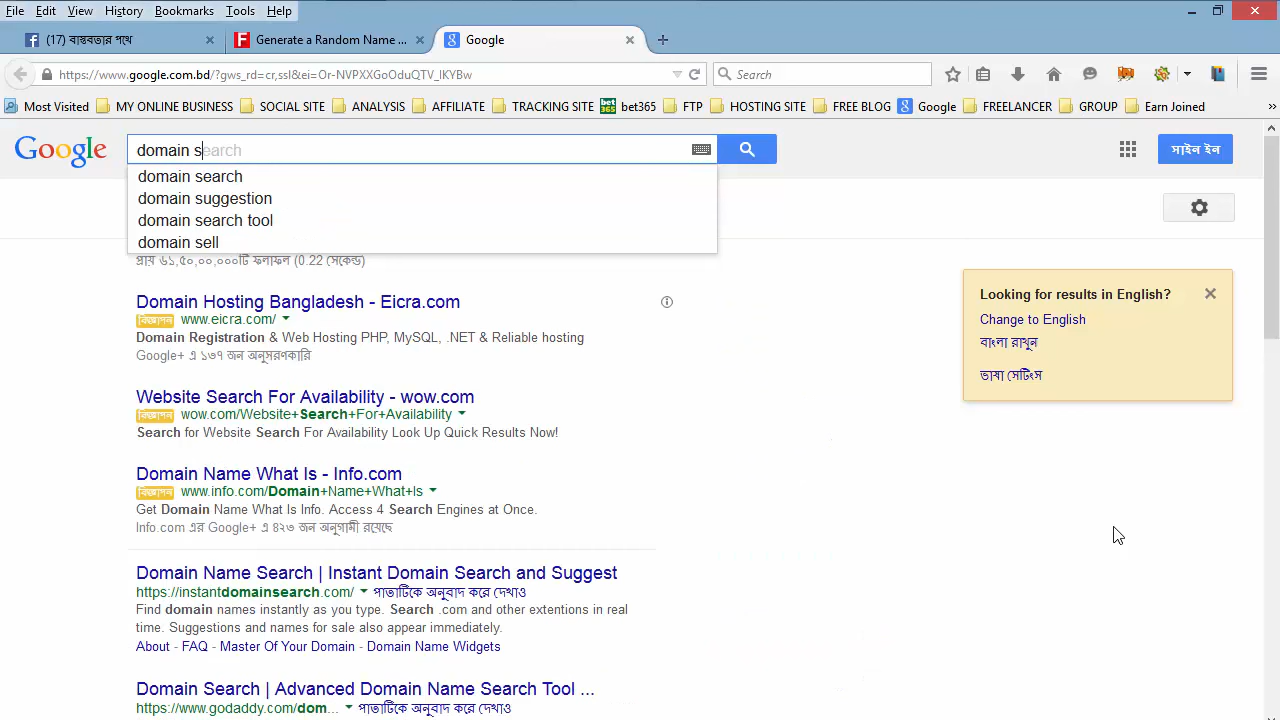 File Edit View History Bookmarks Tools Help
(17) বাস্তবতার পথে
Generate a Random Name ...
Google
https://www.google.com.bd/?gws_rd=cr,ssl&ei=Or-NVPXXGoOduQTV_IKYBw
Search
Most Visited MY ONLINE BUSINESS SOCIAL SITE ANALYSIS AFFILIATE TRACKING SITE bet365 FTP HOSTING SITE FREE BLOG Google FREELANCER GROUP Earn Joined »
Google
domain search
সাইন ইন
domain search
domain suggestion
domain search tool
domain sell
প্রায় ৬১,৫০,০০,০০০টি ফলাফল (0.22 সেকেন্ড)
Looking for results in English?
Change to English
বাংলা রাখুন
ভাষা সেটিংস
Domain Hosting Bangladesh - Eicra.com
বিজ্ঞাপন www.eicra.com/
Domain Registration & Web Hosting PHP, MySQL, .NET & Reliable hosting
Google+ এ ১৩৭ জন অনুসরণকারি
Website Search For Availability - wow.com
বিজ্ঞাপন wow.com/Website+Search+For+Availability
Search for Website Search For Availability Look Up Quick Results Now!
Domain Name What Is - Info.com
বিজ্ঞাপন www.info.com/Domain+Name+What+Is
Get Domain Name What Is Info. Access 4 Search Engines at Once.
Info.com এর Google+ এ ৪২৩ জন অনুগামী রয়েছে
Domain Name Search | Instant Domain Search and Suggest
https://instantdomainsearch.com/ পাতাটিকে অনুবাদ করে দেখাও
Find domain names instantly as you type. Search .com and other extentions in real
time. Suggestions and names for sale also appear immediately.
About - FAQ - Master Of Your Domain - Domain Name Widgets
Domain Search | Advanced Domain Name Search Tool ...
https://www.godaddy.com/dom... পাতাটিকে অনুবাদ করে দেখাও